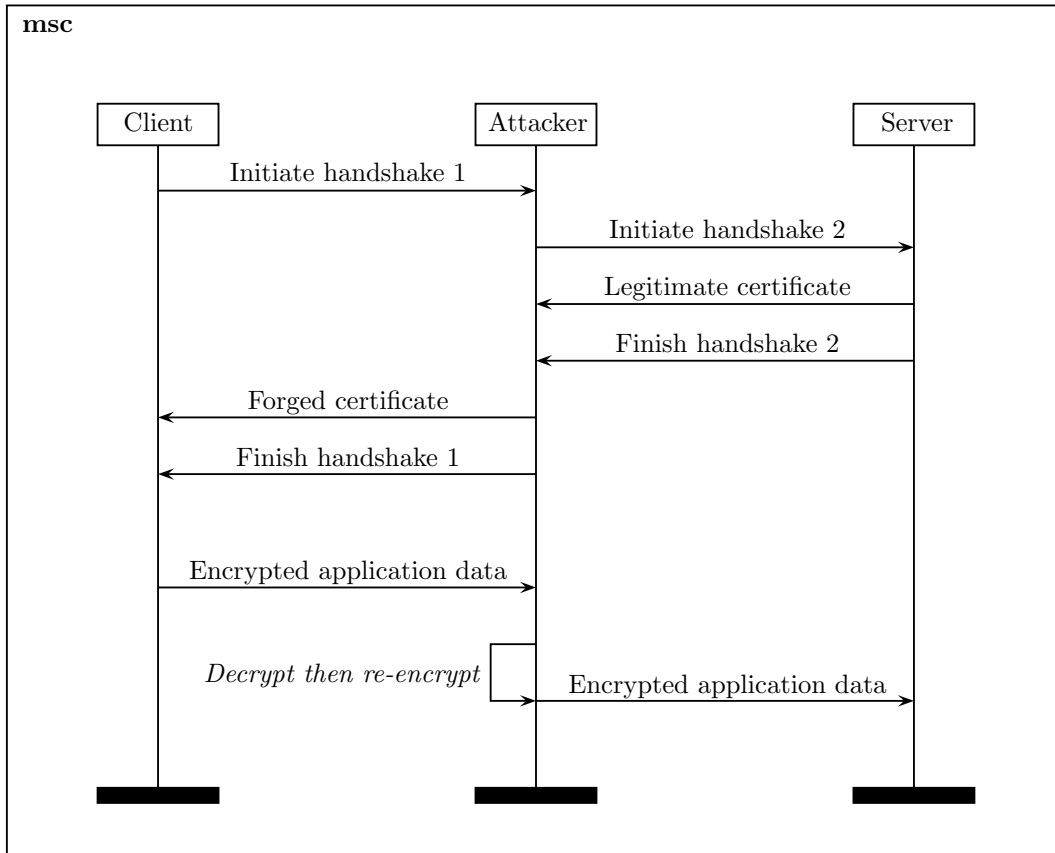 msc
Client
Attacker
Server
Initiate handshake 1
Initiate handshake 2
Legitimate certificate
Finish handshake 2
Forged certificate
Finish handshake 1
Encrypted application data
Decrypt then re-encrypt
Encrypted application data